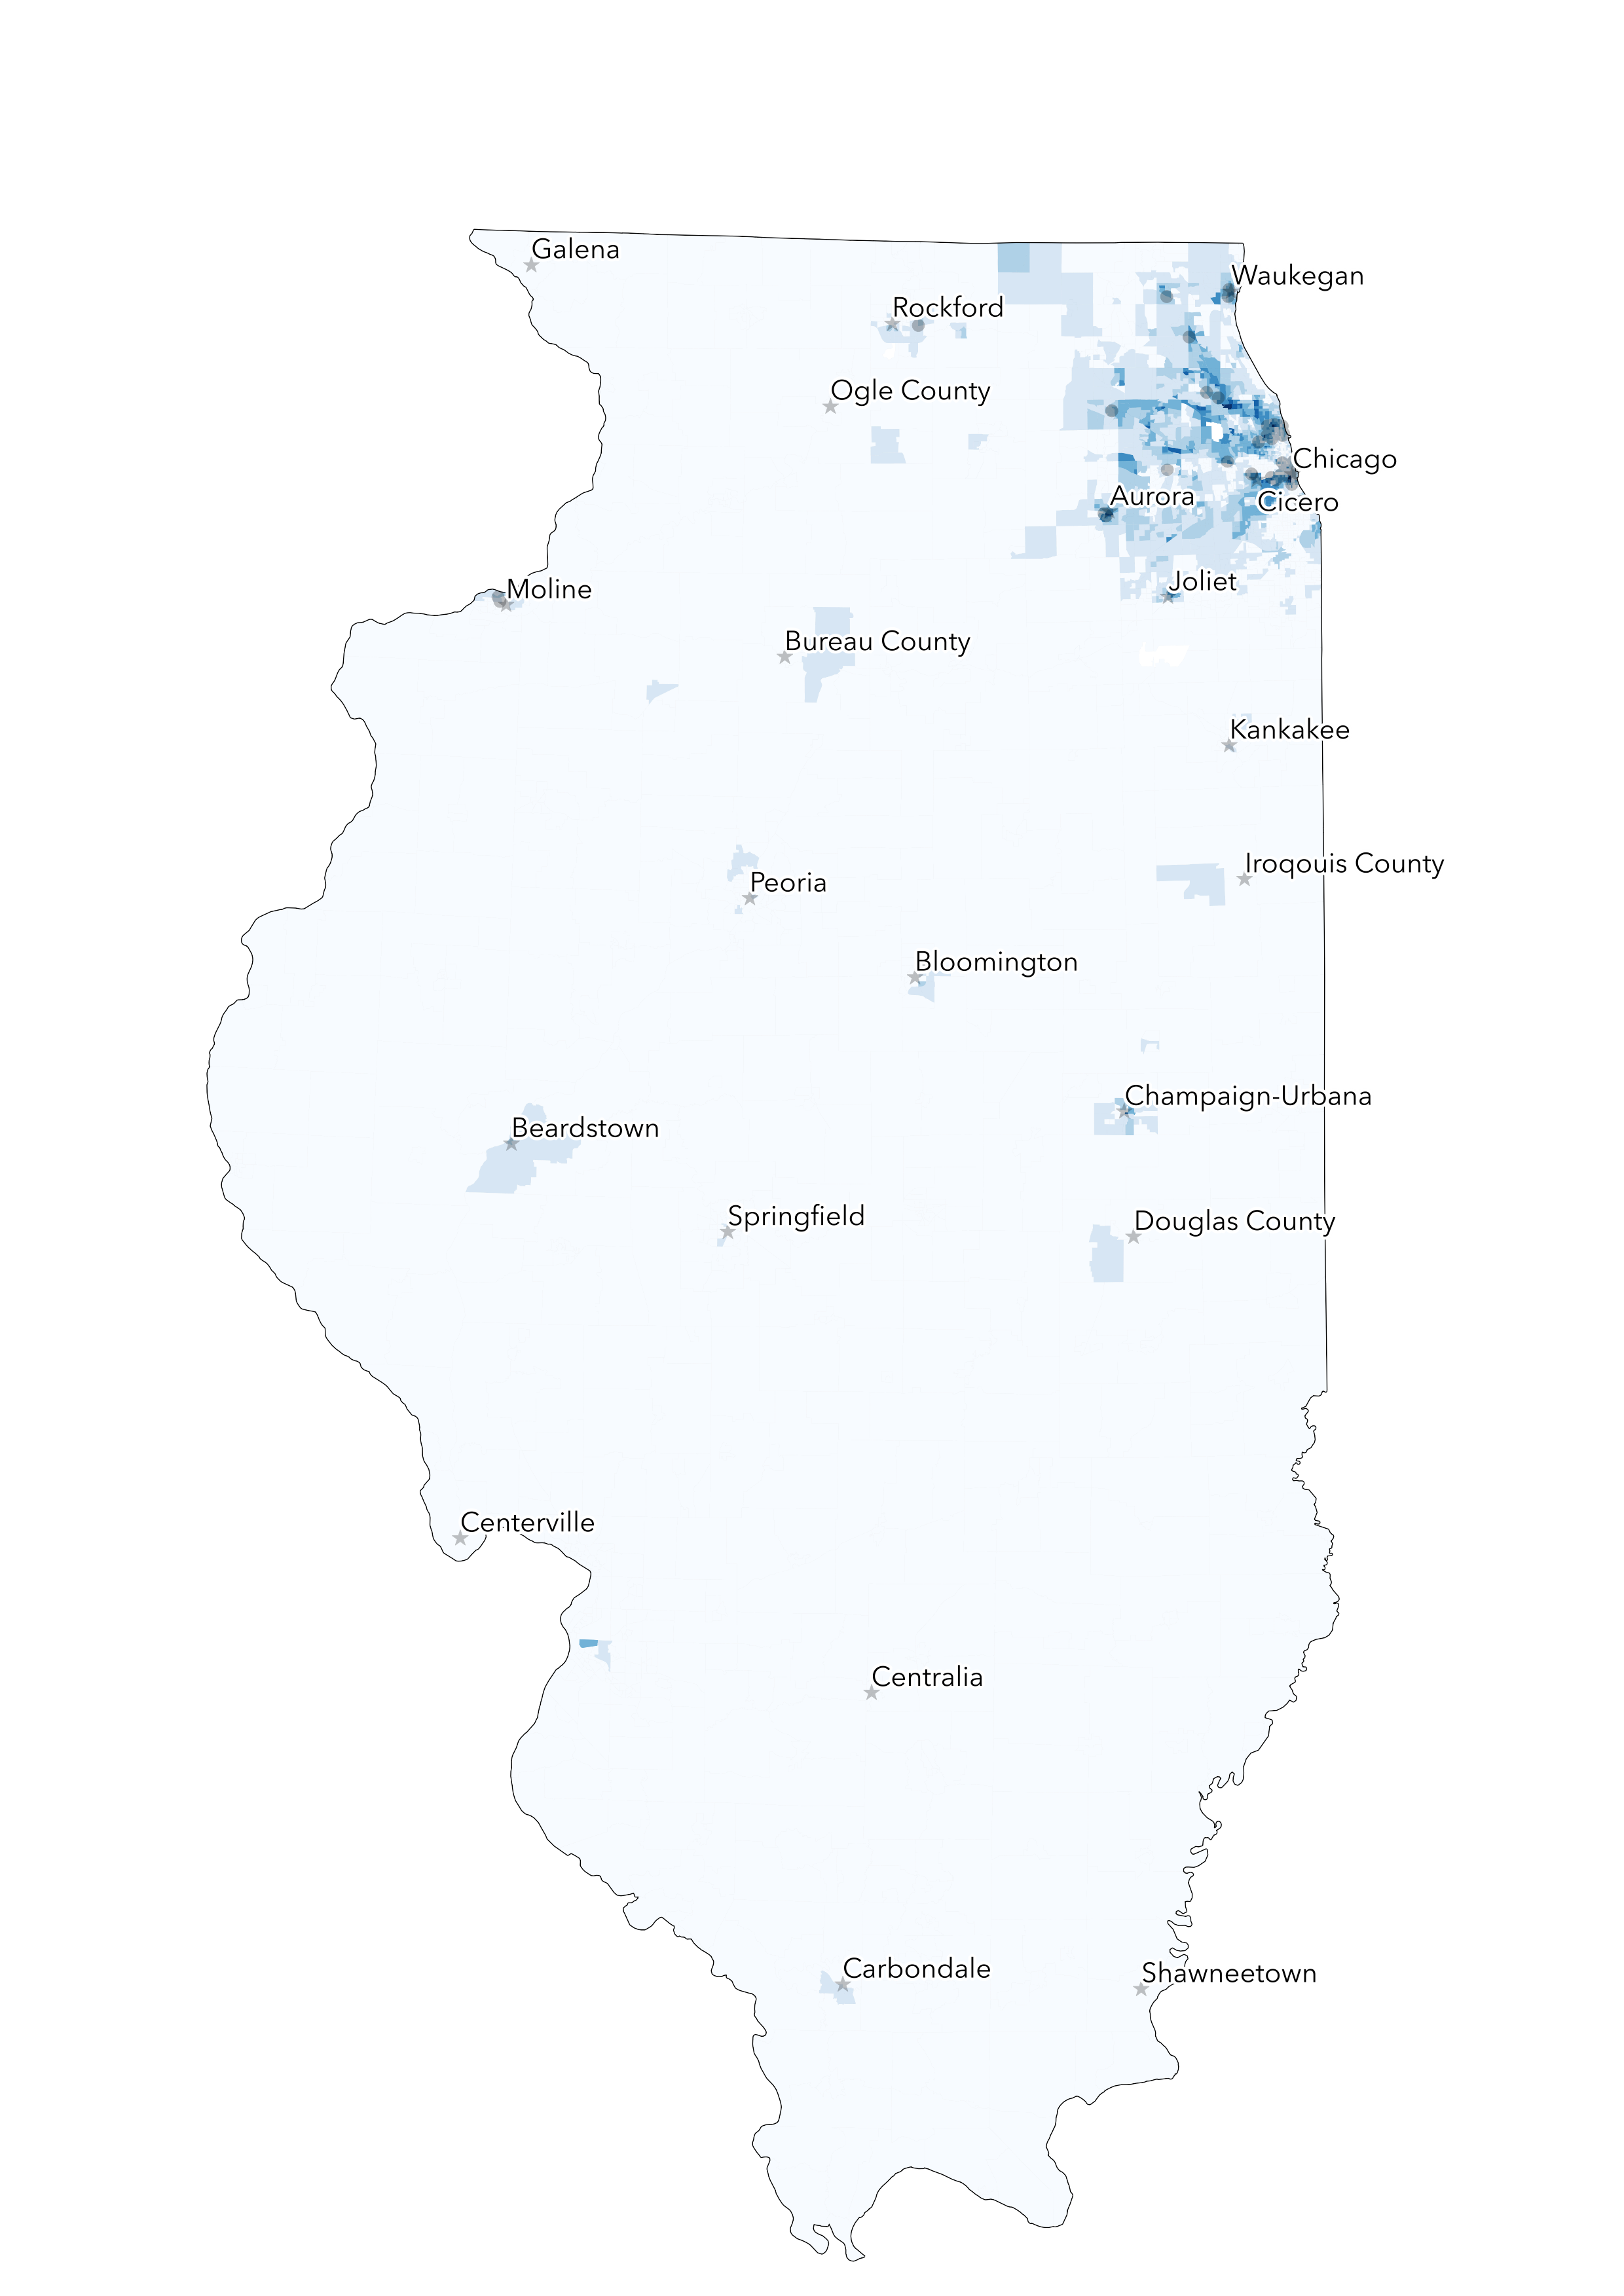 Galena
Waukegan
Rockford
Ogle County
Chicago
Aurora
Cicero
Joliet
Moline
Bureau County
Kankakee
Iroqouis County
Peoria
Bloomington
Champaign-Urbana
Beardstown
Springfield
Douglas County
Centerville
Centralia
Carbondale
Shawneetown